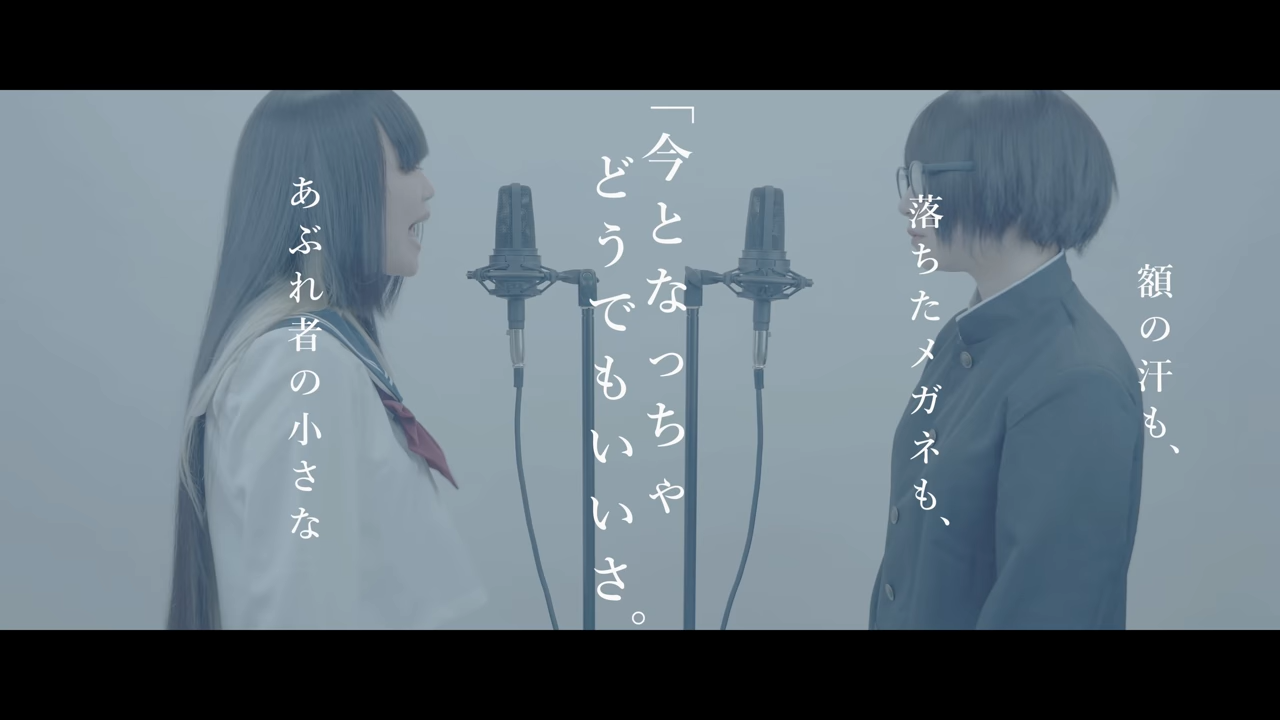 額の汗も、
落ちたメガネも、
「今となっちゃ
どうでもいいさ。
あぶれ者の小さな